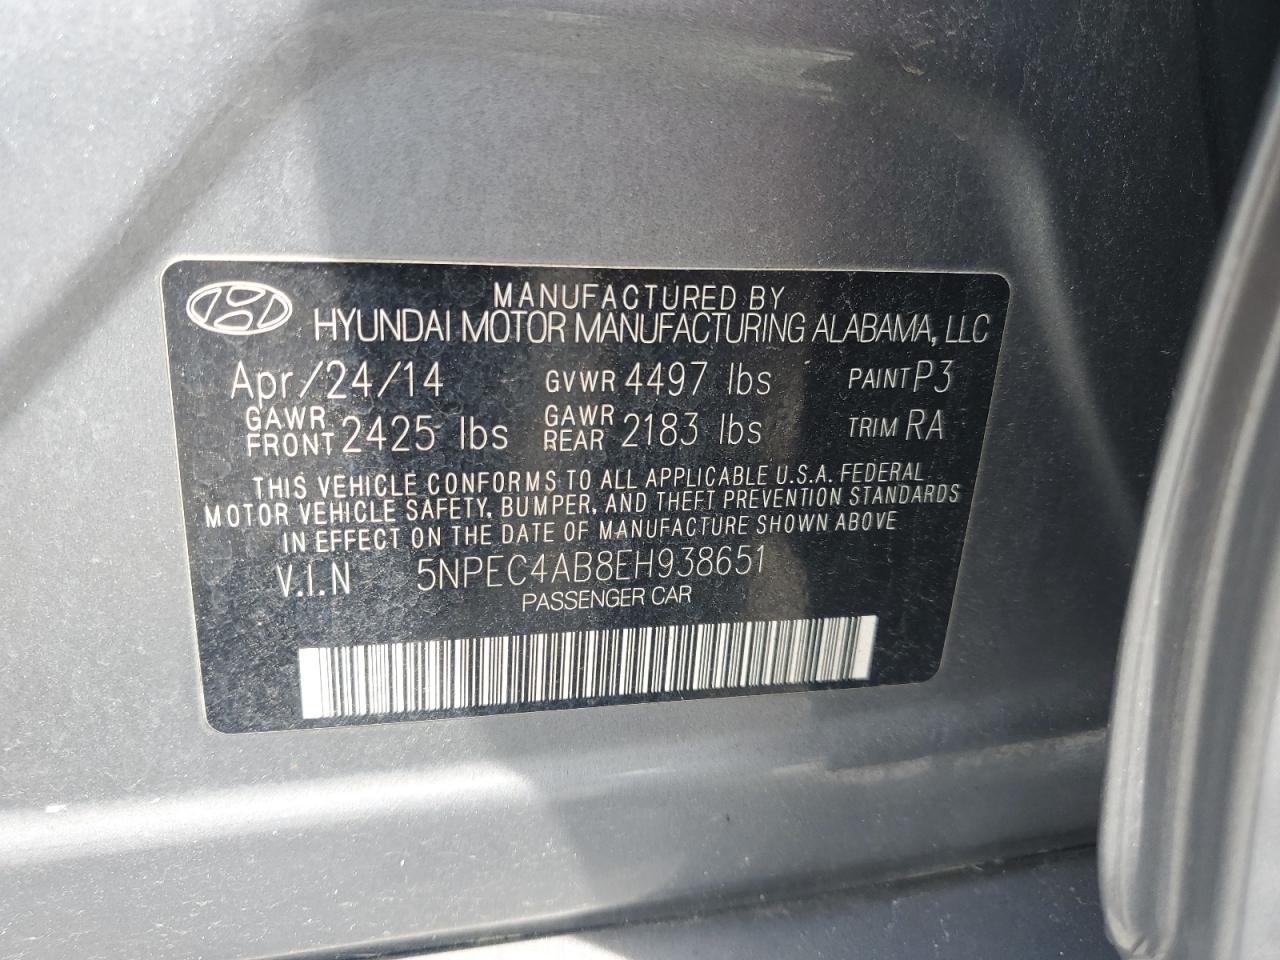 MANUFACTURED BY
HYUNDAI MOTOR MANUFACTURING ALABAMA, LLC
Apr/24/14 GVWR 4497 lbs PAINT P3
GAWR FRONT 2425 lbs GAWR REAR 2183 lbs TRIM RA
THIS VEHICLE CONFORMS TO ALL APPLICABLE U.S.A. FEDERAL
MOTOR VEHICLE SAFETY, BUMPER, AND THEFT PREVENTION STANDARDS
IN EFFECT ON THE DATE OF MANUFACTURE SHOWN ABOVE
V.I.N 5NPEC4AB8EH938651
PASSENGER CAR